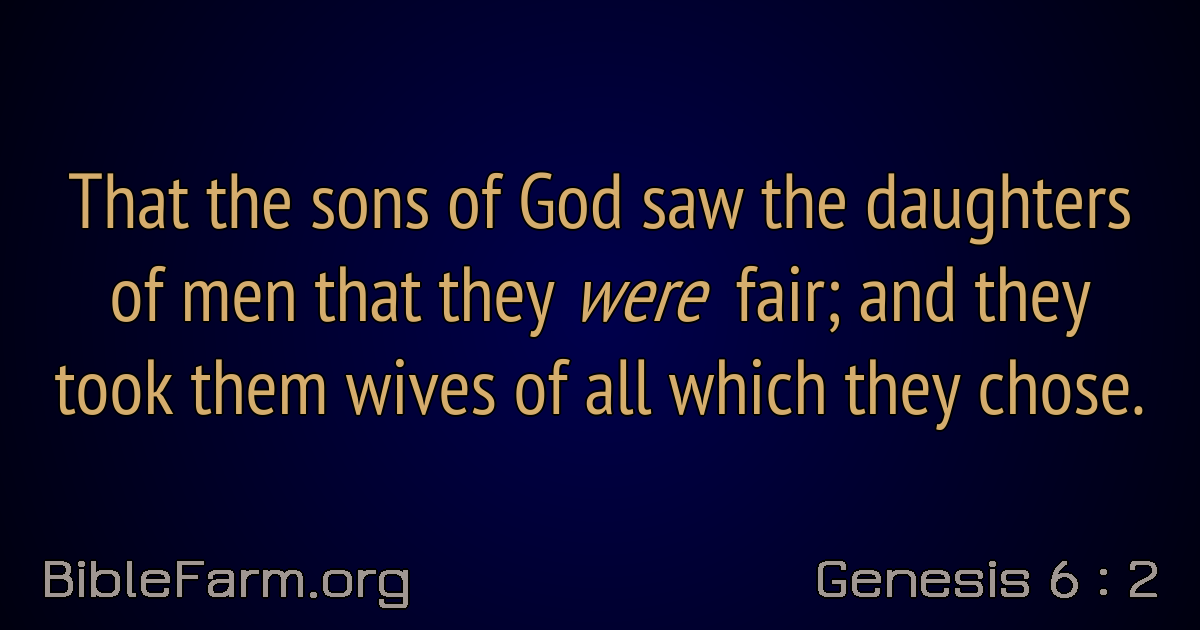 That the sons of God saw the daughters
of men that they were fair; and they
took them wives of all which they chose.
BibleFarm.org
Genesis 6 : 2